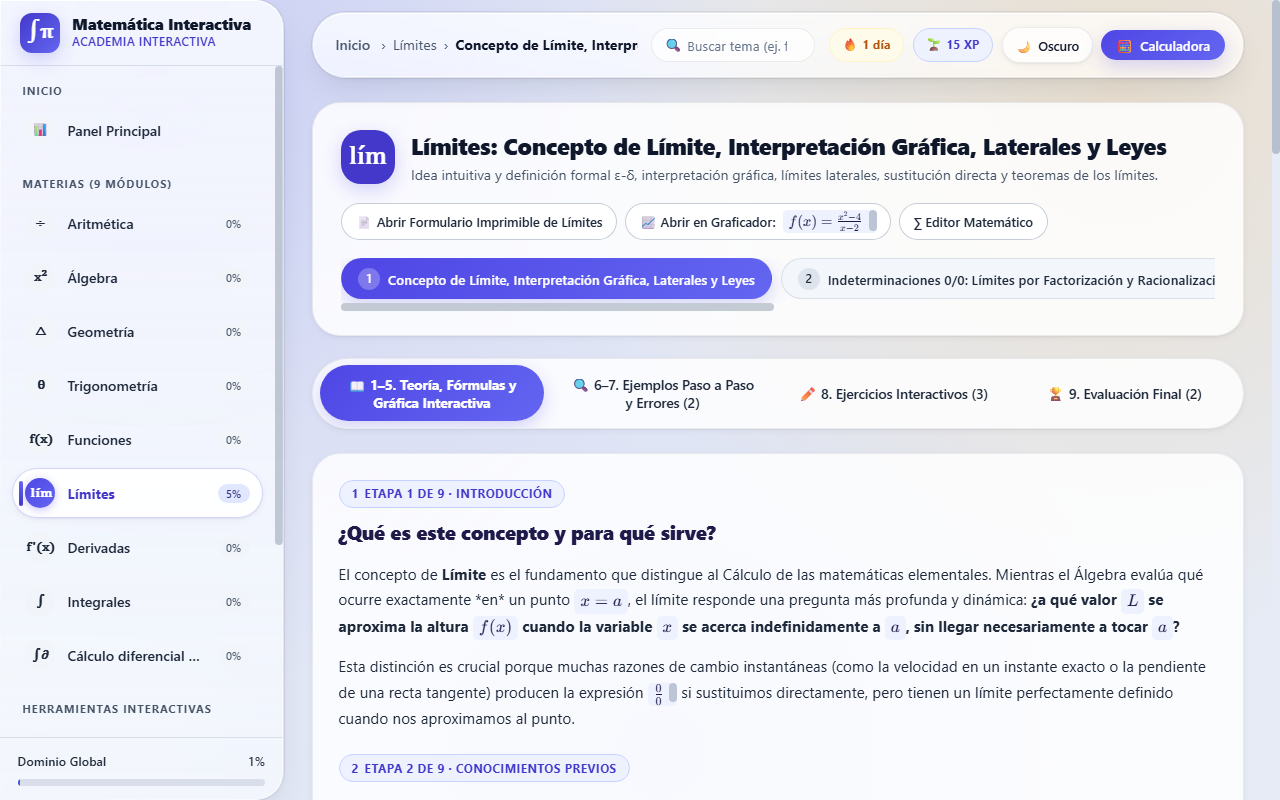 ∫π
Matemática Interactiva
ACADEMIA INTERACTIVA
INICIO
Panel Principal
MATERIAS (9 MÓDULOS)
÷ Aritmética 0%
x² Álgebra 0%
△ Geometría 0%
θ Trigonometría 0%
f(x) Funciones 0%
lím Límites 5%
f'(x) Derivadas 0%
∫ Integrales 0%
∫∂ Cálculo diferencial ... 0%
HERRAMIENTAS INTERACTIVAS
Dominio Global 1%
Inicio › Límites › Concepto de Límite, Interpr
Buscar tema (ej. f
1 día
15 XP
Oscuro
Calculadora
lím
Límites: Concepto de Límite, Interpretación Gráfica, Laterales y Leyes
Idea intuitiva y definición formal ε-δ, interpretación gráfica, límites laterales, sustitución directa y teoremas de los límites.
Abrir Formulario Imprimible de Límites
Abrir en Graficador: f(x) = x²−4/x−2
∑ Editor Matemático
1 Concepto de Límite, Interpretación Gráfica, Laterales y Leyes
2 Indeterminaciones 0/0: Límites por Factorización y Racionalizaci
1–5. Teoría, Fórmulas y
Gráfica Interactiva
6–7. Ejemplos Paso a Paso
y Errores (2)
8. Ejercicios Interactivos (3)
9. Evaluación Final (2)
1 ETAPA 1 DE 9 · INTRODUCCIÓN
¿Qué es este concepto y para qué sirve?
El concepto de Límite es el fundamento que distingue al Cálculo de las matemáticas elementales. Mientras el Álgebra evalúa qué
ocurre exactamente *en* un punto x = a, el límite responde una pregunta más profunda y dinámica: ¿a qué valor L se
aproxima la altura f(x) cuando la variable x se acerca indefinidamente a a, sin llegar necesariamente a tocar a?
Esta distinción es crucial porque muchas razones de cambio instantáneas (como la velocidad en un instante exacto o la pendiente
de una recta tangente) producen la expresión 0/0 si sustituimos directamente, pero tienen un límite perfectamente definido
cuando nos aproximamos al punto.
2 ETAPA 2 DE 9 · CONOCIMIENTOS PREVIOS